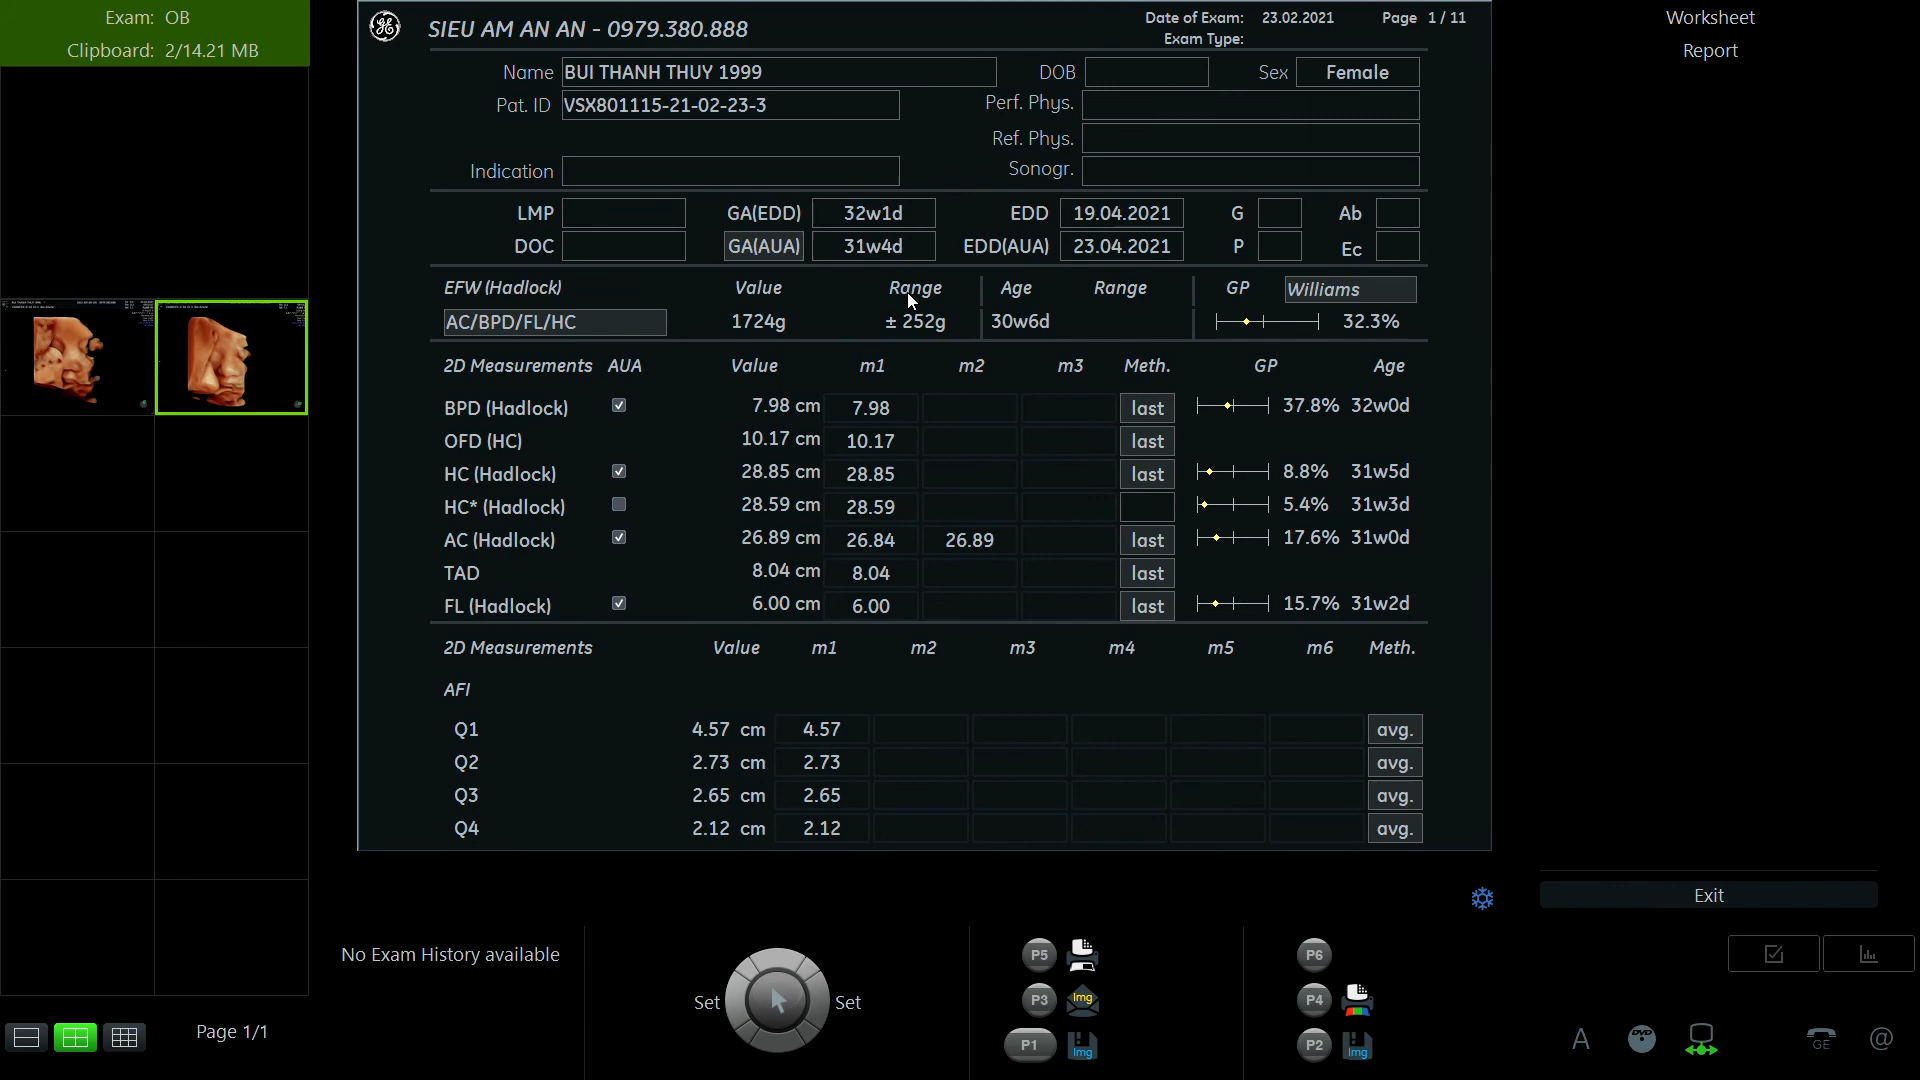 Exam: OB
Clipboard: 2/14.21 MB
SIEU AM AN AN - 0979.380.888
Date of Exam: 23.02.2021 Page 1 / 11
Exam Type:
Name BUI THANH THUY 1999 DOB Sex Female
Pat. ID VSX801115-21-02-23-3 Perf. Phys.
Ref. Phys.
Indication Sonogr.
LMP GA(EDD) 32w1d EDD 19.04.2021 G Ab
DOC GA(AUA) 31w4d EDD(AUA) 23.04.2021 P Ec
EFW (Hadlock) Value Range Age Range GP Williams
AC/BPD/FL/HC 1724g ± 252g 30w6d 32.3%
2D Measurements AUA Value m1 m2 m3 Meth. GP Age
BPD (Hadlock) 7.98 cm 7.98 last 37.8% 32w0d
OFD (HC) 10.17 cm 10.17 last
HC (Hadlock) 28.85 cm 28.85 last 8.8% 31w5d
HC* (Hadlock) 28.59 cm 28.59 5.4% 31w3d
AC (Hadlock) 26.89 cm 26.84 26.89 last 17.6% 31w0d
TAD 8.04 cm 8.04 last
FL (Hadlock) 6.00 cm 6.00 last 15.7% 31w2d
2D Measurements Value m1 m2 m3 m4 m5 m6 Meth.
AFI
Q1 4.57 cm 4.57 avg.
Q2 2.73 cm 2.73 avg.
Q3 2.65 cm 2.65 avg.
Q4 2.12 cm 2.12 avg.
Worksheet
Report
Exit
No Exam History available
Set Set
P5 P6
P3 Img P4
P1 Img P2 Img
Page 1/1
A DVD GE @